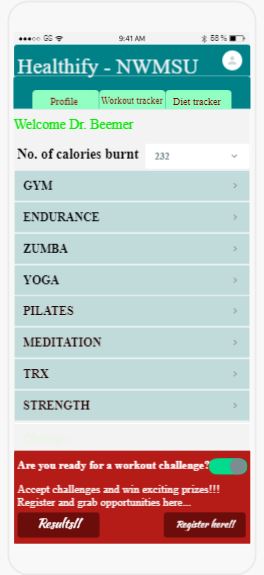 9:41 AM
58%
Healthify - NWMSU
Profile
Workout tracker
Diet tracker
Welcome Dr. Beemer
No. of calories burnt
232
GYM
ENDURANCE
ZUMBA
YOGA
PILATES
MEDITATION
TRX
STRENGTH
Are you ready for a workout challenge?
Accept challenges and win exciting prizes!!!
Register and grab opportunities here...
Results!!
Register here!!